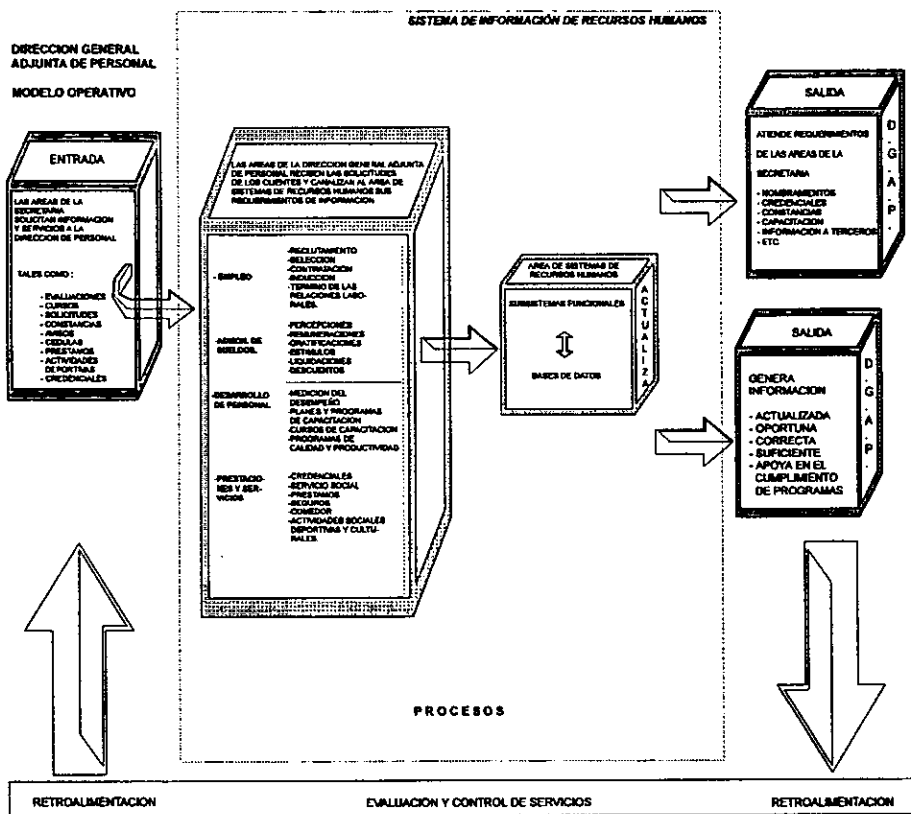 SISTEMA DE INFORMACIÓN DE RECURSOS HUMANOS
DIRECCION GENERAL
ADJUNTA DE PERSONAL
MODELO OPERATIVO
ENTRADA
LAS AREAS DE LA
SECRETARIA
SOLICITAN INFORMACION
Y SERVICIOS A LA
DIRECCION DE PERSONAL
TALES COMO :
- EVALUACIONES
- CURSOS
- SOLICITUDES
- CONSTANCIAS
- AVISOS
- CEDULAS
- PRESTAMOS
- ACTIVIDADES
DEPORTIVAS
- CREDENCIALES
LAS AREAS DE LA DIRECCION GENERAL ADJUNTA
DE PERSONAL RECIBEN LAS SOLICITUDES
DE LOS CLIENTES Y CANALIZAN AL AREA DE
SISTEMAS DE RECURSOS HUMANOS SUS
REQUERIMIENTOS DE INFORMACION
- EMPLEO
-RECLUTAMIENTO
-SELECCION
-CONTRATACION
-INDUCCION
-TERMINO DE LAS
RELACIONES LABO-
RALES.
- ADMON. DE
SUELDOS.
-PERCEPCIONES
-REMUNERACIONES
-GRATIFICACIONES
-ESTIMULOS
-LIQUIDACIONES
-DESCUENTOS
-DESARROLLO
DE PERSONAL
-MEDICION DEL
DESEMPEÑO
-PLANES Y PROGRAMAS
DE CAPACITACION
-CURSOS DE CAPACITACION
-PROGRAMAS DE
CALIDAD Y PRODUCTIVIDAD
-PRESTACIO-
NES Y SER-
VICIOS
-CREDENCIALES
-SERVICIO SOCIAL
-PRESTAMOS
-SEGUROS
-COMEDOR
-ACTIVIDADES SOCIALES
DEPORTIVAS Y CULTU-
RALES.
AREA DE SISTEMAS DE
RECURSOS HUMANOS
SUBSISTEMAS FUNCIONALES
BASES DE DATOS
ACTUALIZA
SALIDA
ATIENDE REQUERIMENTOS
DE LAS AREAS DE LA
SECRETARIA
- NOMBRAMIENTOS
- CREDENCIALES
- CONSTANCIAS
- CAPACITACION
- INFORMACION A TERCEROS
- ETC.
D.G.A.P.
SALIDA
GENERA
INFORMACION
- ACTUALIZADA
- OPORTUNA
- CORRECTA
- SUFICIENTE
- APOYA EN EL
CUMPLIMIENTO
DE PROGRAMAS
D.G.A.P.
PROCESOS
RETROALIMENTACION
EVALUACION Y CONTROL DE SERVICIOS
RETROALIMENTACION